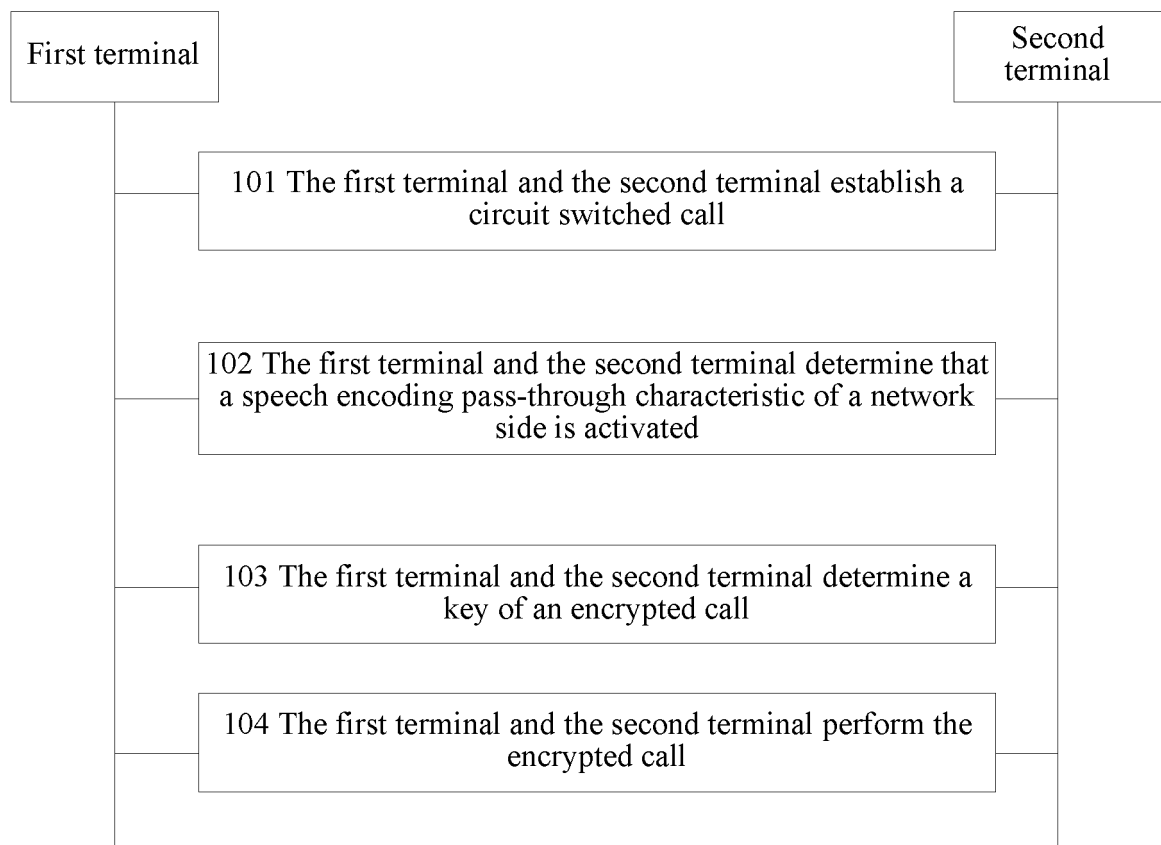 First terminal
Second
terminal
101 The first terminal and the second terminal establish a
circuit switched call
102 The first terminal and the second terminal determine that
a speech encoding pass-through characteristic of a network
side is activated
103 The first terminal and the second terminal determine a
key of an encrypted call
104 The first terminal and the second terminal perform the
encrypted call